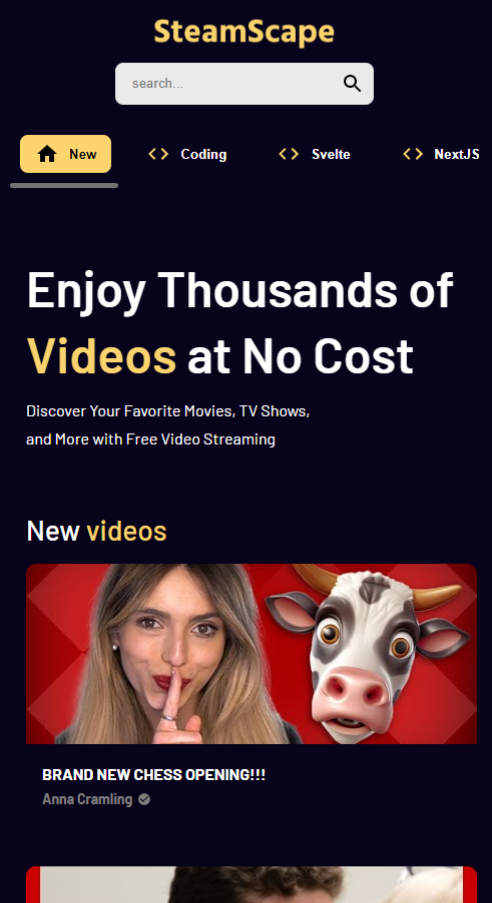 SteamScape
search...
New
Coding
Svelte
NextJS
Enjoy Thousands of
Videos at No Cost
Discover Your Favorite Movies, TV Shows,
and More with Free Video Streaming
New videos
BRAND NEW CHESS OPENING!!!
Anna Cramling